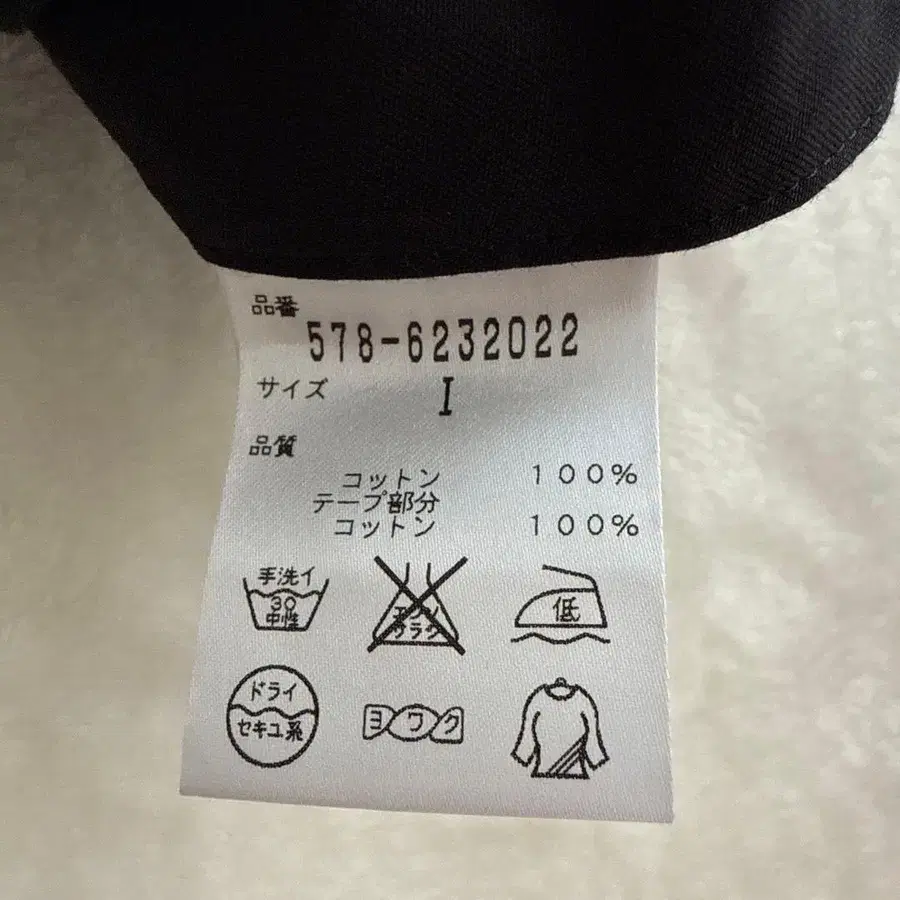 品番
578-6232022
サイズ I
品質
コットン 100%
テープ部分
コットン 100%
手洗イ
30
中性
エンソ
サラシ
低
ドライ
セキユ系
ヨワク